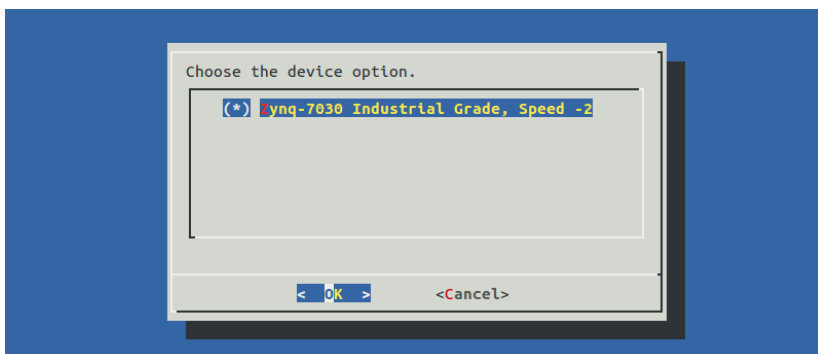 Choose the device option.
(*) Zynq-7030 Industrial Grade, Speed -2
< OK > <Cancel>